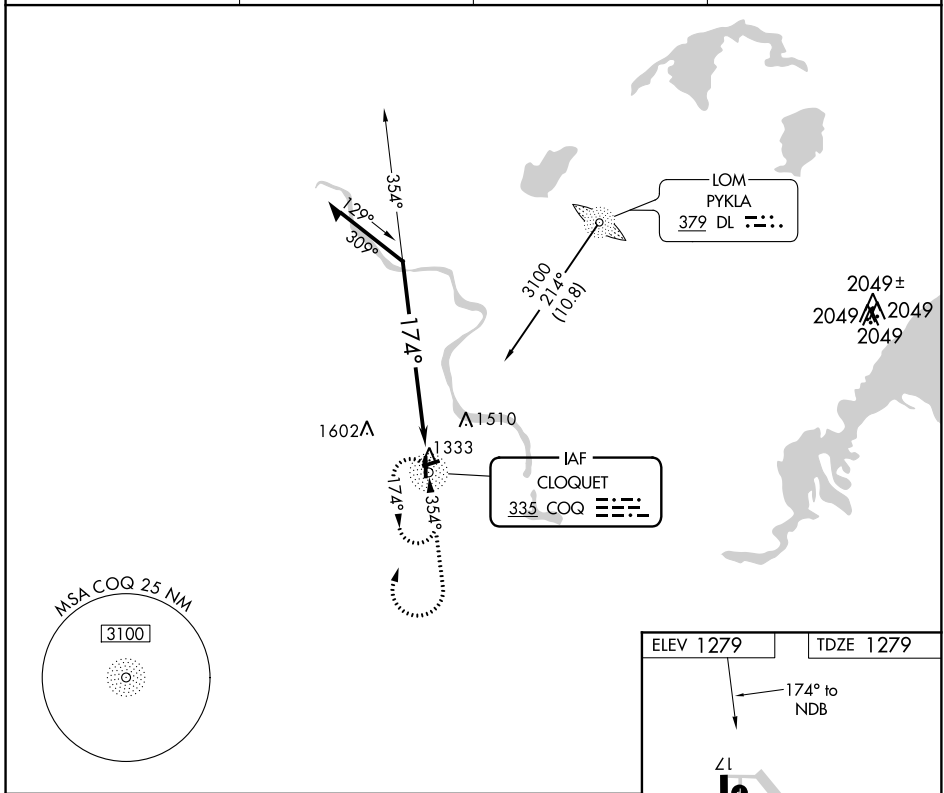 354°
129°
309°
174°
LOM
PYKLA
379 DL
3100
214°
(10.8)
2049±
2049
2049
2049
1602
1510
1333
IAF
CLOQUET
335 COQ
174°
354°
MSA COQ 25 NM
3100
ELEV 1279
TDZE 1279
174° to
NDB
17